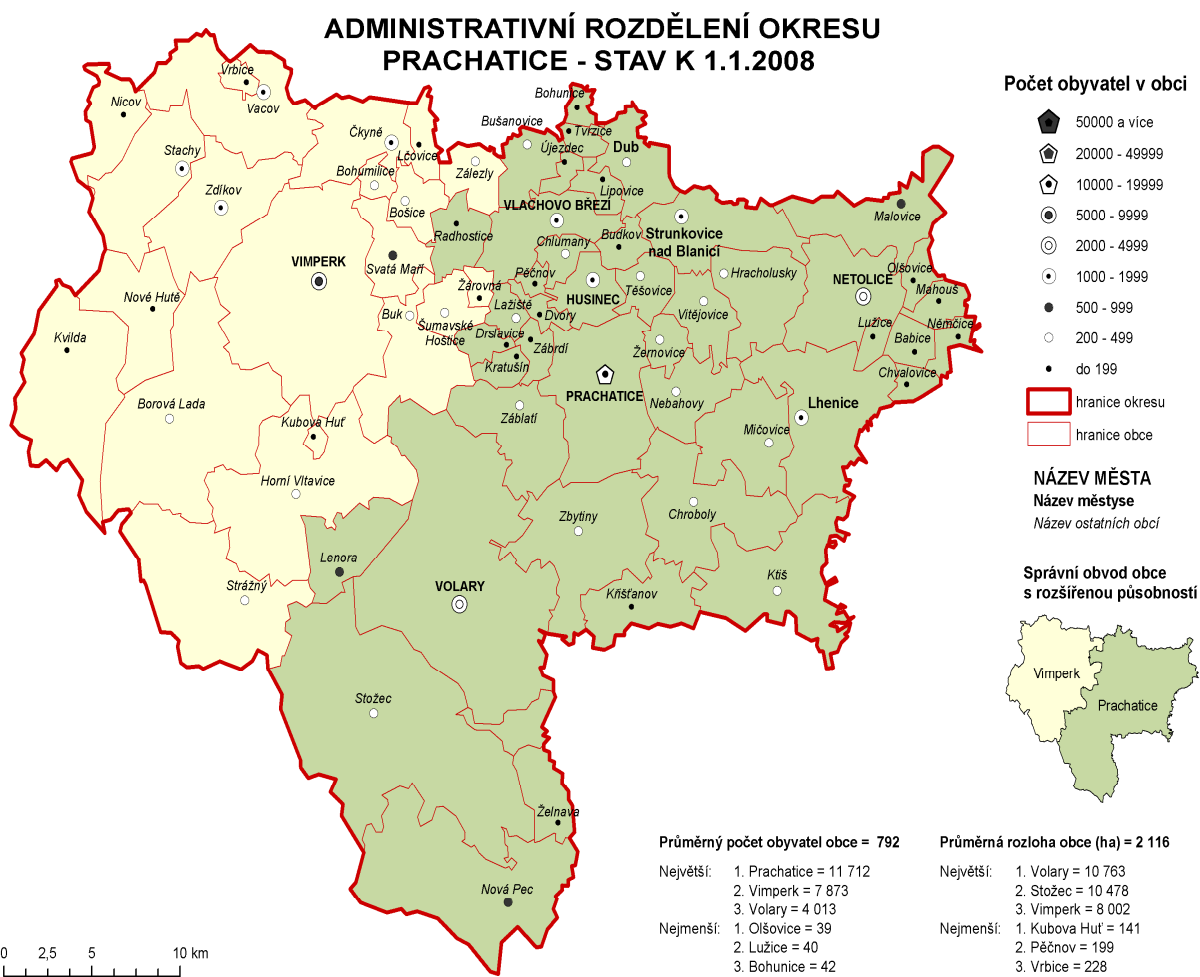 ADMINISTRATIVNÍ ROZDĚLENÍ OKRESU
PRACHATICE - STAV K 1.1.2008
Vrbice
Nicov
Vacov
Stachy
Zdíkov
Čkyně
Lčovice
Bohumilice
Bošice
Zálezly
Bušanovice
Bohunice
Tvrzice
Újezdec
Dub
Lipovice
VLACHOVO BŘEZÍ
Radhostice
Chlumany
Budkov
Strunkovice
nad Blanicí
Malovice
VIMPERK
Svatá Maří
Žárovná
Pěčnov
HUSINEC
Těšovice
Hracholusky
NETOLICE
Olšovice
Mahouš
Nové Hutě
Buk
Šumavské
Hoštice
Lažiště
Dvory
Vitějovice
Lužice
Němčice
Babice
Kvilda
Drslavice
Zábrdí
Kratušín
Žernovice
Chvalovice
PRACHATICE
Nebahovy
Lhenice
Borová Lada
Záblatí
Mičovice
Kubova Huť
Horní Vltavice
Zbytiny
Chroboly
Lenora
Strážný
VOLARY
Křišťanov
Ktiš
Stožec
Želnava
Nová Pec
Počet obyvatel v obci
50000 a více
20000 - 49999
10000 - 19999
5000 - 9999
2000 - 4999
1000 - 1999
500 - 999
200 - 499
do 199
hranice okresu
hranice obce
NÁZEV MĚSTA
Název městyse
Název ostatních obcí
Správní obvod obce
s rozšířenou působností
Vimperk
Prachatice
Průměrný počet obyvatel obce = 792
Největší: 1. Prachatice = 11 712
2. Vimperk = 7 873
3. Volary = 4 013
Nejmenší: 1. Olšovice = 39
2. Lužice = 40
3. Bohunice = 42
Průměrná rozloha obce (ha) = 2 116
Největší: 1. Volary = 10 763
2. Stožec = 10 478
3. Vimperk = 8 002
Nejmenší: 1. Kubova Huť = 141
2. Pěčnov = 199
3. Vrbice = 228
0 2,5 5 10 km